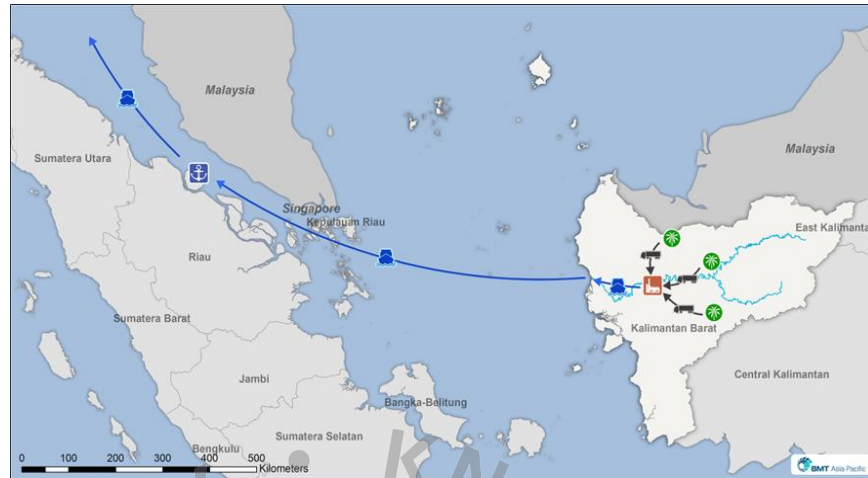 Malaysia
Sumatera Utara
Malaysia
Singapore
Kepulauan Riau
East Kalimanta
Riau
Sumatera Barat
Kalimantan Barat
Central Kalimantan
Jambi
Bangka-Belitung
Sumatera Selatan
Bengkulu
0 100 200 300 400 500
Kilometers
BMT Asia Pacific